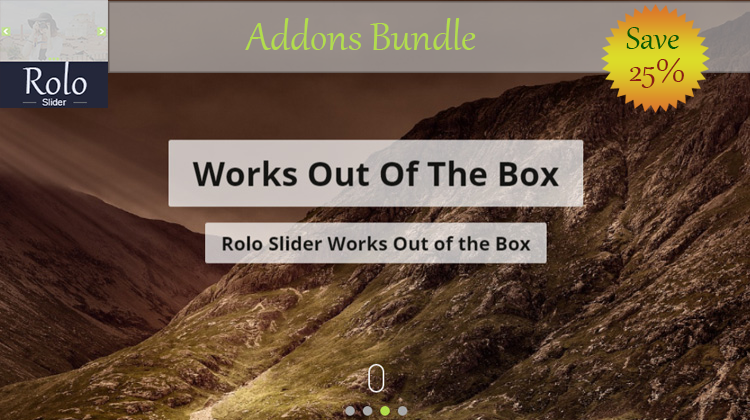 Addons Bundle
Save
25%
Rolo
Slider
Works Out Of The Box
Rolo Slider Works Out of the Box